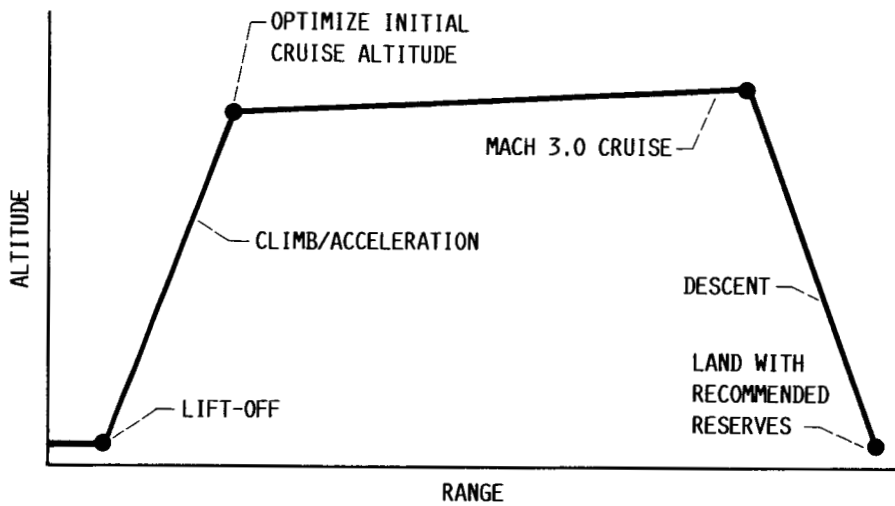 OPTIMIZE INITIAL
CRUISE ALTITUDE
MACH 3.0 CRUISE
ALTITUDE
CLIMB/ACCELERATION
DESCENT
LAND WITH
RECOMMENDED
RESERVES
LIFT-OFF
RANGE